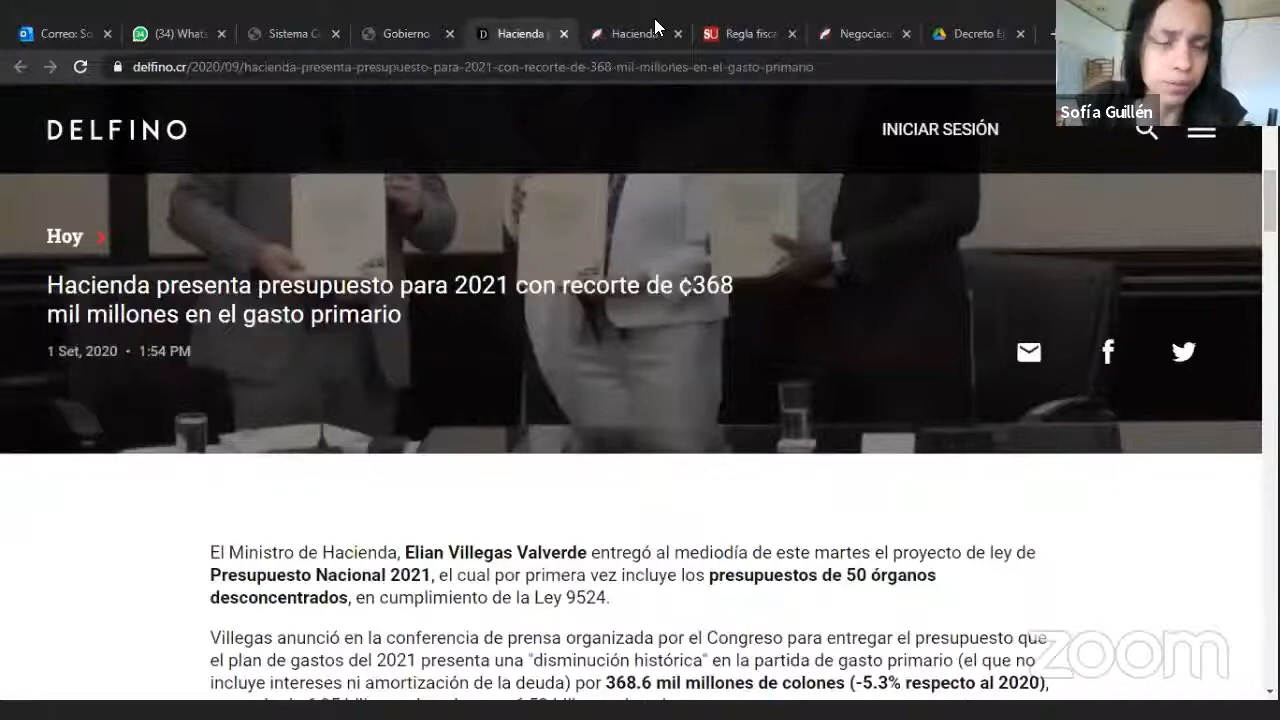 Correo: So
(34) Whats
Sistema C
Gobierno
Hacienda
Hacienda
Regla fisca
Negociaci
Decreto Ej
delfino.cr/2020/09/hacienda-presenta-presupuesto-para-2021-con-recorte-de-368-mil-millones-en-el-gasto-primario
Sofía Guillén
DELFINO
INICIAR SESIÓN
Hoy
Hacienda presenta presupuesto para 2021 con recorte de ₡368
mil millones en el gasto primario
1 Set, 2020 • 1:54 PM
El Ministro de Hacienda, Elian Villegas Valverde entregó al mediodía de este martes el proyecto de ley de
Presupuesto Nacional 2021, el cual por primera vez incluye los presupuestos de 50 órganos
desconcentrados, en cumplimiento de la Ley 9524.
Villegas anunció en la conferencia de prensa organizada por el Congreso para entregar el presupuesto que
el plan de gastos del 2021 presenta una "disminución histórica" en la partida de gasto primario (el que no
incluye intereses ni amortización de la deuda) por 368.6 mil millones de colones (-5.3% respecto al 2020),
zoom